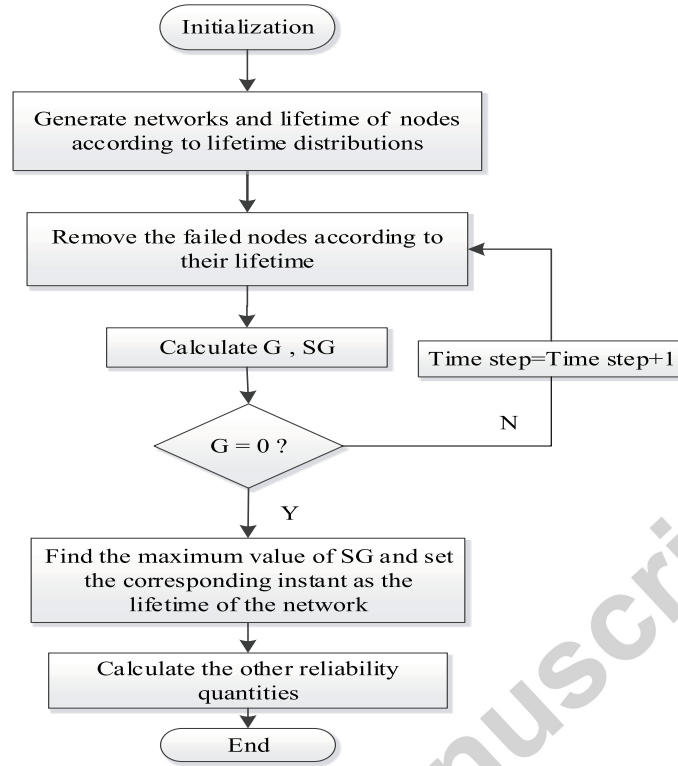 Initialization
Generate networks and lifetime of nodes
according to lifetime distributions
Remove the failed nodes according to
their lifetime
Calculate G , SG
Time step=Time step+1
G = 0 ?
N
Y
Find the maximum value of SG and set
the corresponding instant as the
lifetime of the network
Calculate the other reliability
quantities
End